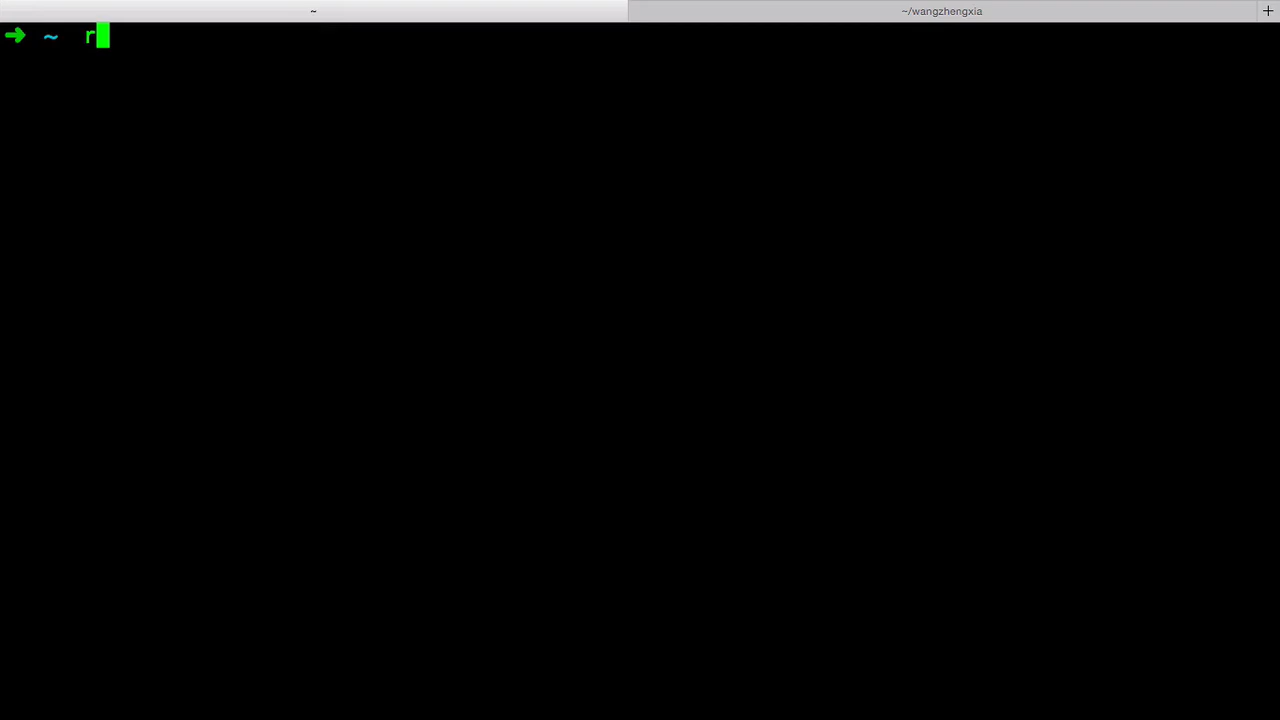 ~
~/wangzhengxia
+
➜ ~ r